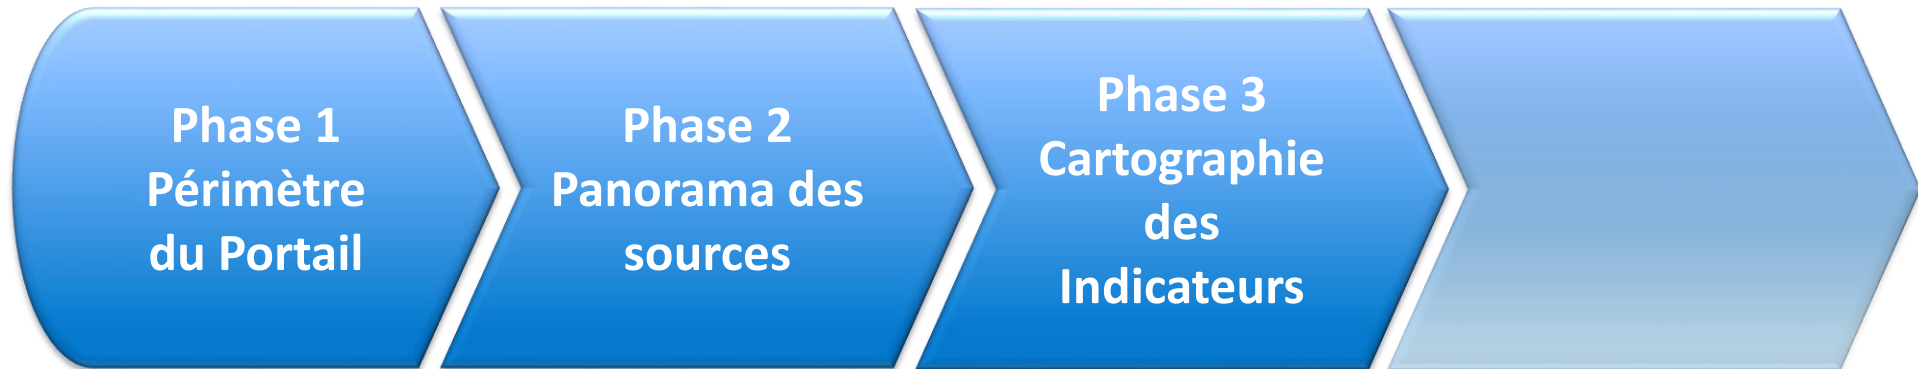 Phase 1
Périmètre
du Portail
Phase 2
Panorama des
sources
Phase 3
Cartographie
des
Indicateurs